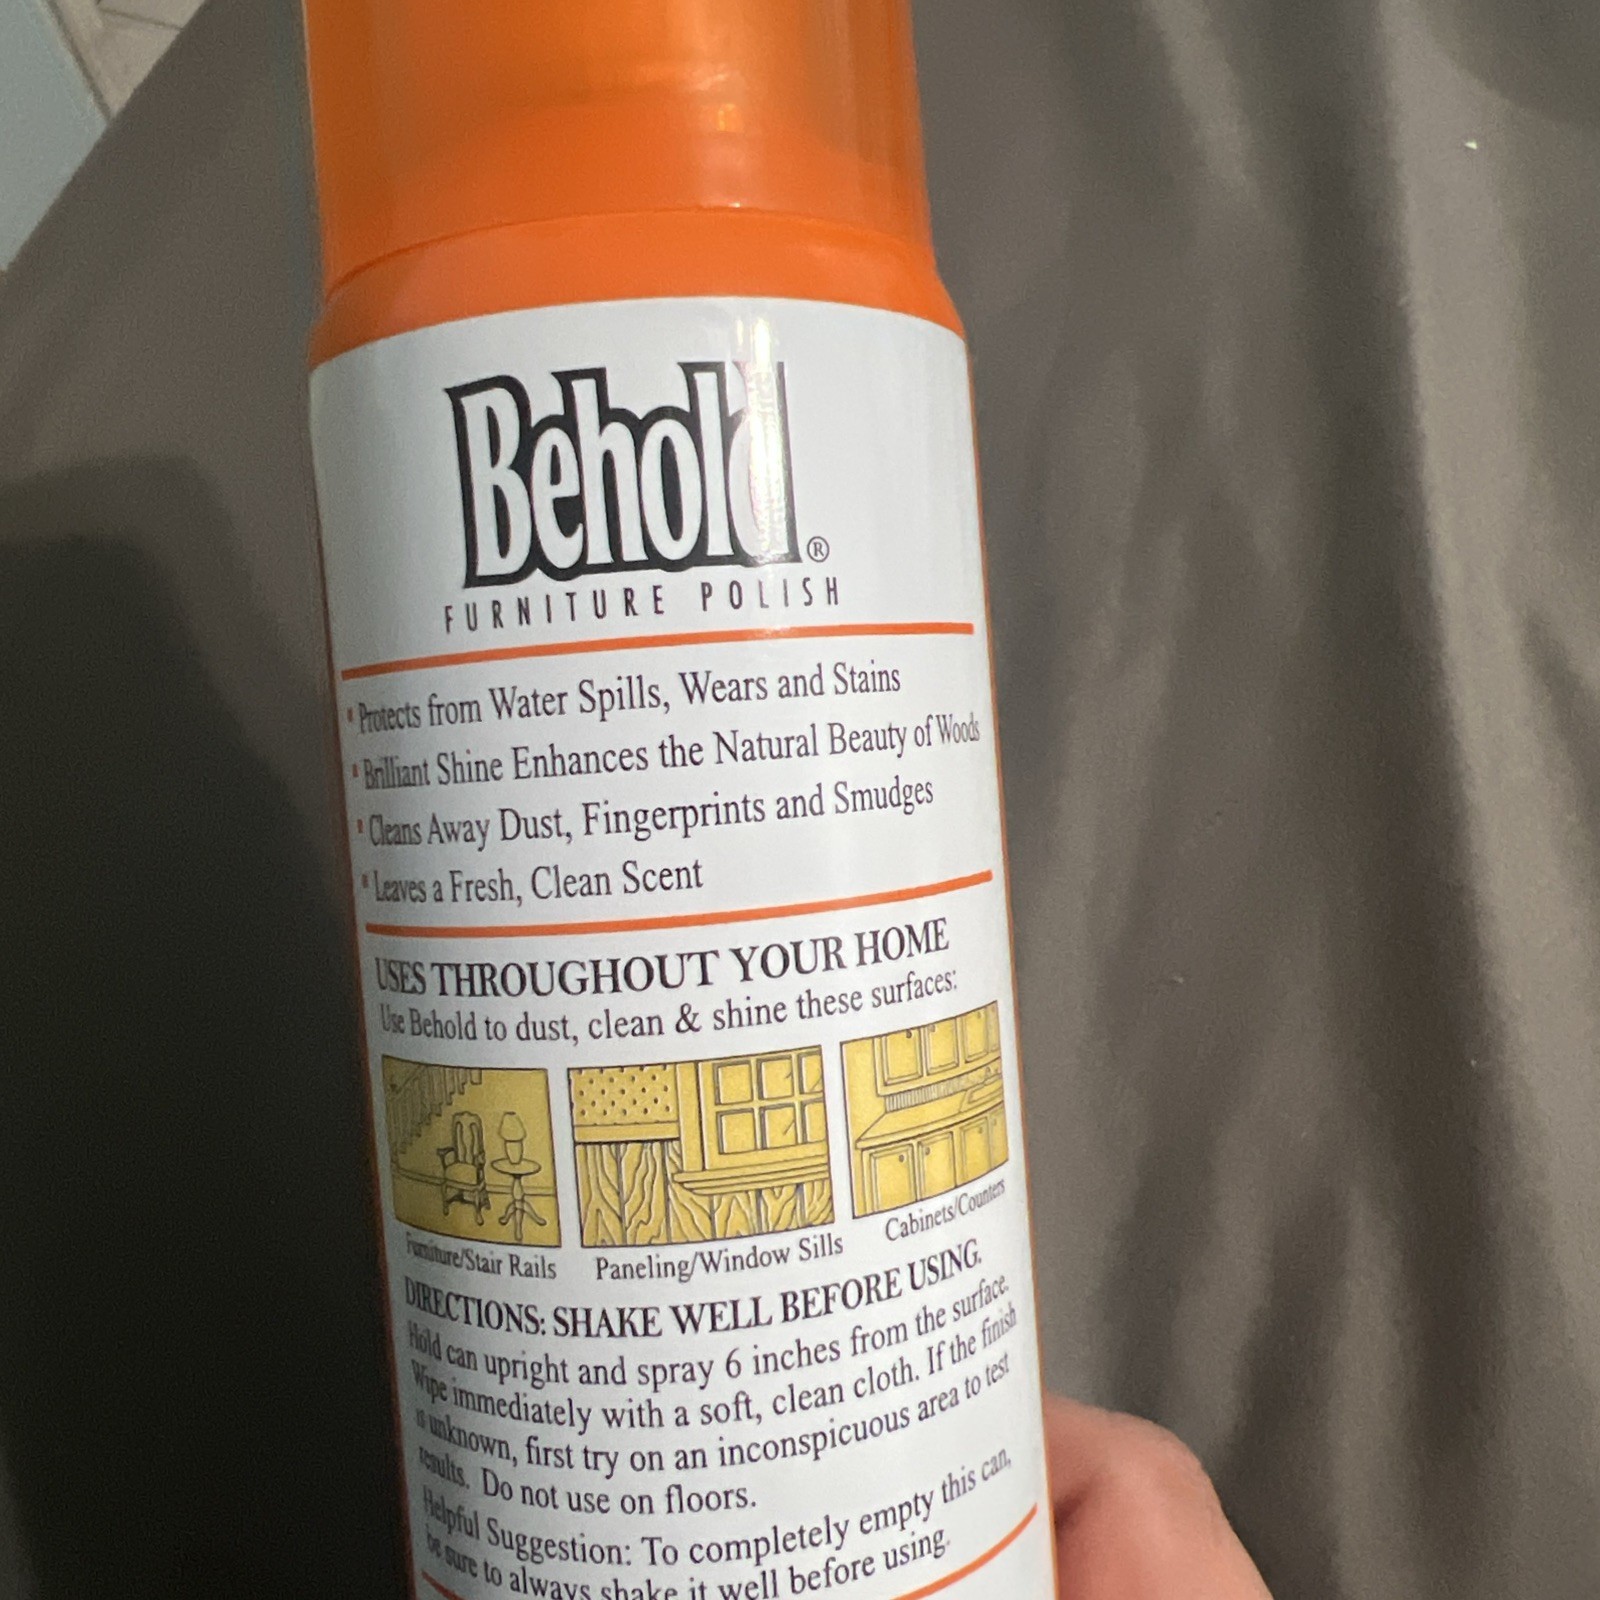 Behold®
FURNITURE POLISH
Protects from Water Spills, Wears and Stains
Brilliant Shine Enhances the Natural Beauty of Woods
Cleans Away Dust, Fingerprints and Smudges
Leaves a Fresh, Clean Scent
USES THROUGHOUT YOUR HOME
Use Behold to dust, clean & shine these surfaces:
Furniture/Stair Rails Paneling/Window Sills Cabinets/Counters
DIRECTIONS: SHAKE WELL BEFORE USING.
Hold can upright and spray 6 inches from the surface.
Wipe immediately with a soft, clean cloth. If the finish
is unknown, first try on an inconspicuous area to test
results. Do not use on floors.
Helpful Suggestion: To completely empty this can,
be sure to always shake it well before using.